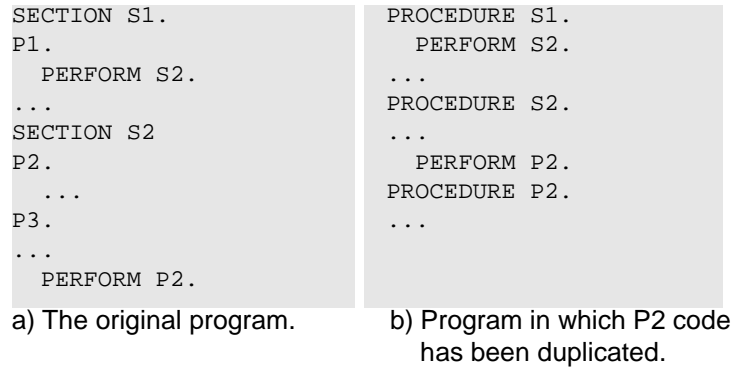 SECTION S1.
P1.
  PERFORM S2.
...
SECTION S2
P2.
  ...
P3.
...
  PERFORM P2.
a) The original program.
PROCEDURE S1.
  PERFORM S2.
...
PROCEDURE S2.
...
  PERFORM P2.
PROCEDURE P2.
...
b) Program in which P2 code
has been duplicated.